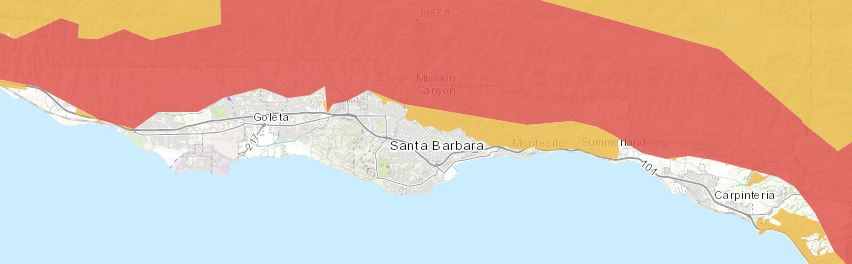 3987 ft
Mission
Canyon
Goleta
217
Santa Barbara
Montecito
Summerland
101
Carpinteria